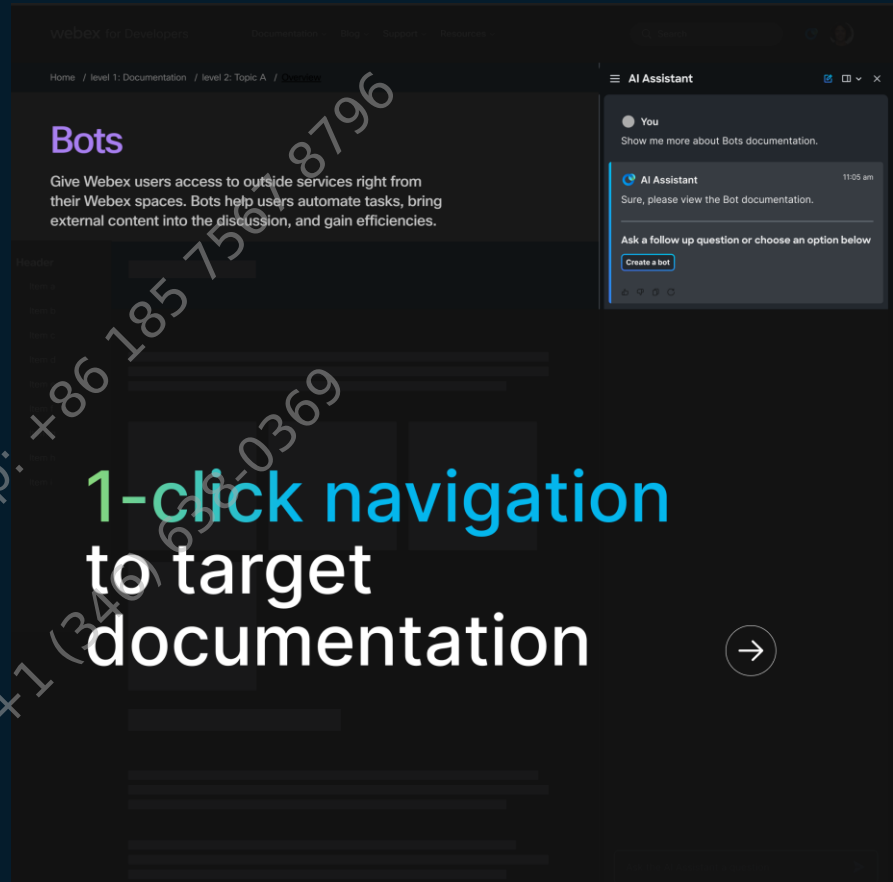 webex for Developers Documentation Blog Support Resources Search
Home / level 1: Documentation / level 2: Topic A / Overview
AI Assistant
Bots
Give Webex users access to outside services right from
their Webex spaces. Bots help users automate tasks, bring
external content into the discussion, and gain efficiencies.
You
Show me more about Bots documentation.
AI Assistant 11:05 am
Sure, please view the Bot documentation.
Ask a follow up question or choose an option below
Create a bot
Header
1-click navigation
to target
documentation
p: +86 185 7567 8796
+1 (346) 638-0369